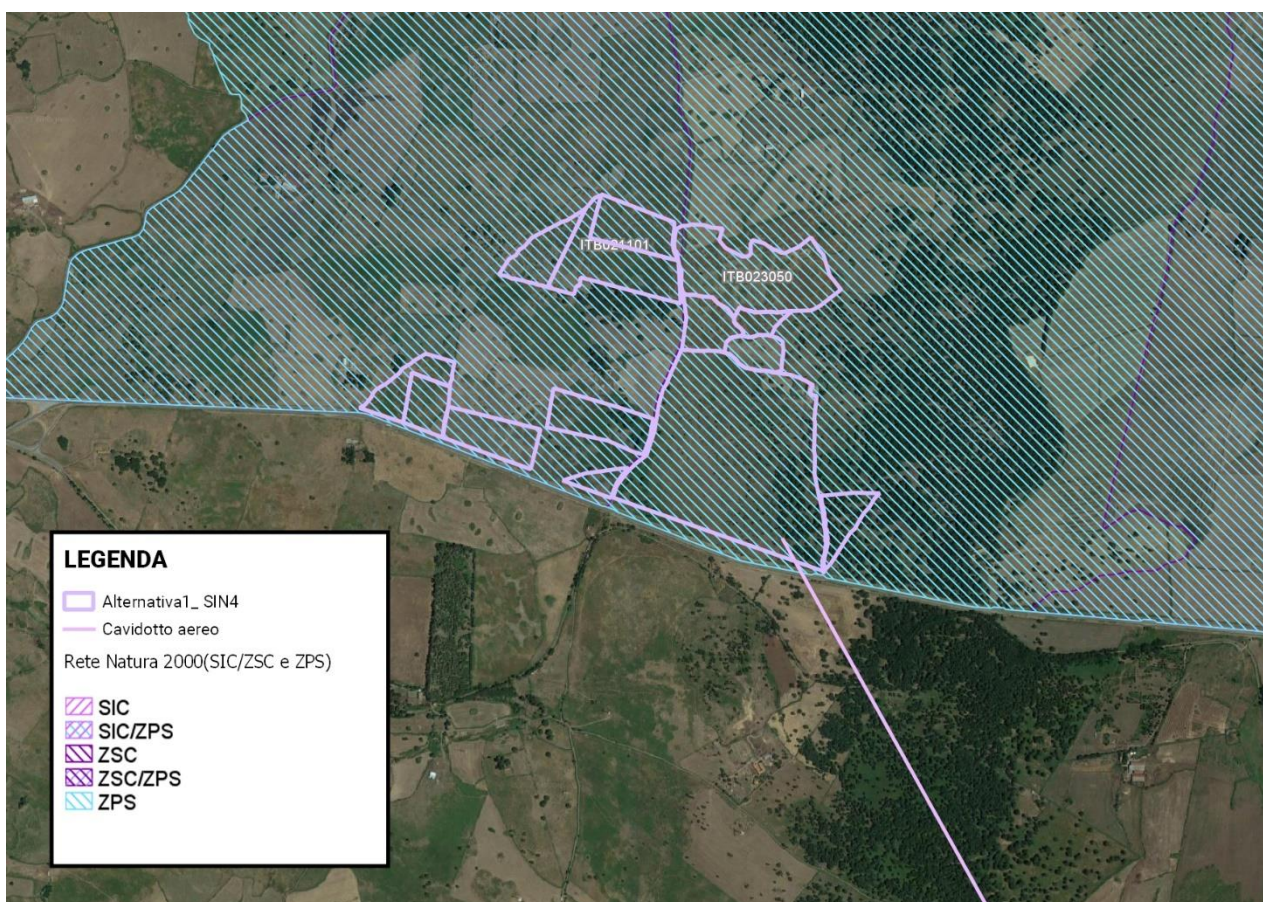 ITB021101
ITB023050
LEGENDA
Alternativa1_ SIN4
Cavidotto aereo
Rete Natura 2000(SIC/ZSC e ZPS)
SIC
SIC/ZPS
ZSC
ZSC/ZPS
ZPS